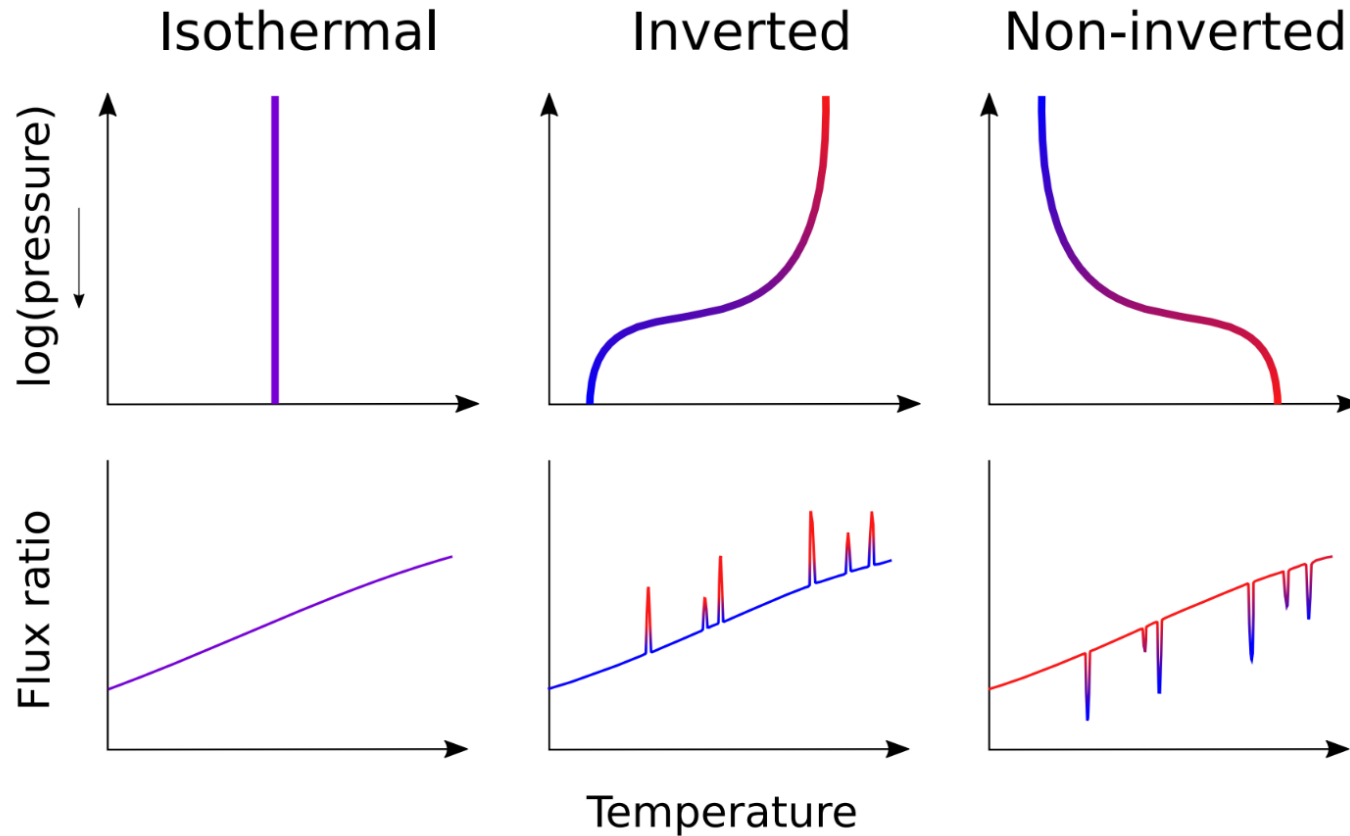 Isothermal
Inverted
Non-inverted
log(pressure)
Flux ratio
Temperature